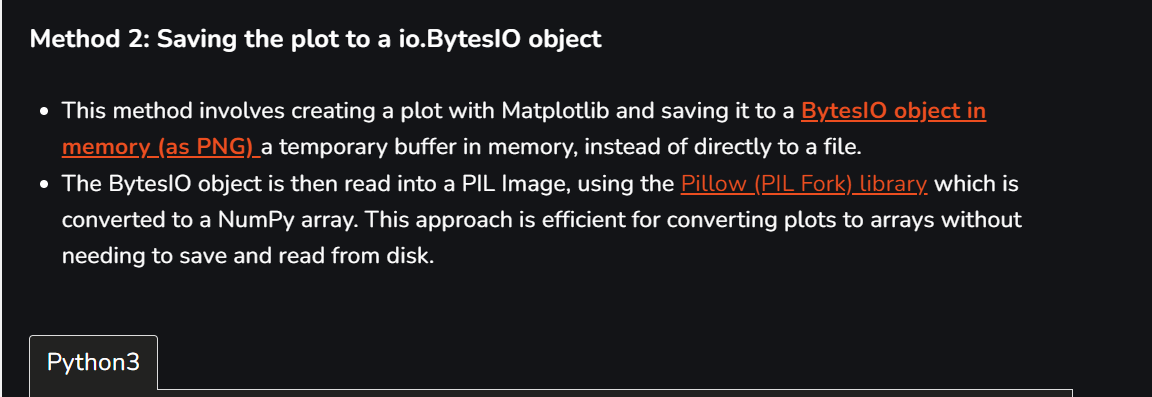 Method 2: Saving the plot to a io.BytesIO object
• This method involves creating a plot with Matplotlib and saving it to a BytesIO object in
memory (as PNG) a temporary buffer in memory, instead of directly to a file.
• The BytesIO object is then read into a PIL Image, using the Pillow (PIL Fork) library which is
converted to a NumPy array. This approach is efficient for converting plots to arrays without
needing to save and read from disk.
Python3